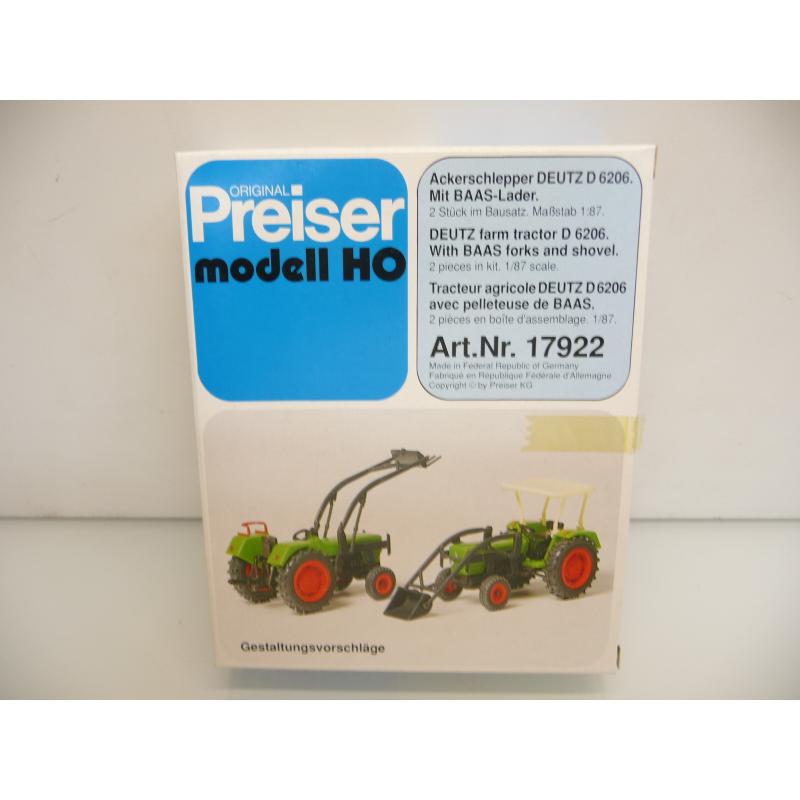 ORIGINAL
Preiser
modell HO
Ackerschlepper DEUTZ D 6206.
Mit BAAS-Lader.
2 Stück im Bausatz. Maßstab 1:87.
DEUTZ farm tractor D 6206.
With BAAS forks and shovel.
2 pieces in kit. 1/87 scale.
Tracteur agricole DEUTZ D 6206
avec pelleteuse de BAAS.
2 pièces en boîte d'assemblage. 1/87.
Art.Nr. 17922
Made in Federal Republic of Germany
Fabriqué en République Fédérale d'Allemagne
Copyright © by Preiser KG
Gestaltungsvorschläge